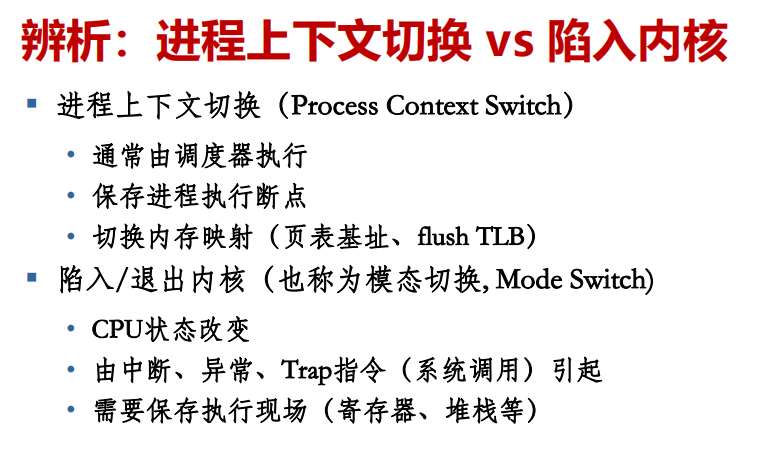 辨析：进程上下文切换 vs 陷入内核
▪ 进程上下文切换（Process Context Switch）
• 通常由调度器执行
• 保存进程执行断点
• 切换内存映射（页表基址、flush TLB）
▪ 陷入/退出内核（也称为模态切换, Mode Switch)
• CPU状态改变
• 由中断、异常、Trap指令（系统调用）引起
• 需要保存执行现场（寄存器、堆栈等）